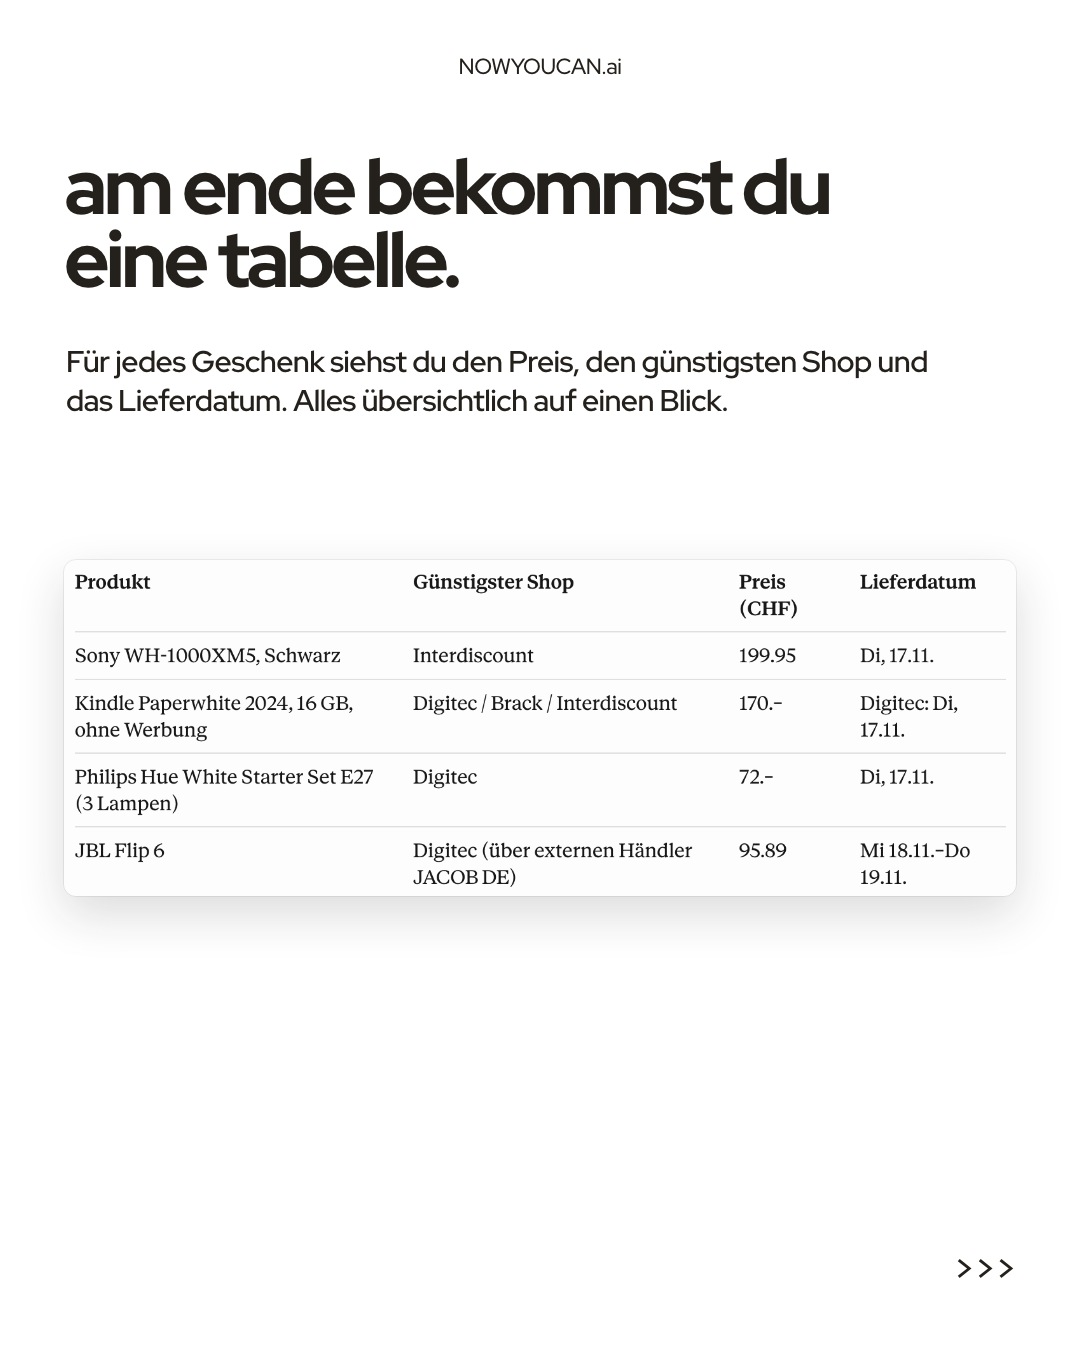 NOWYOUCAN.ai
am ende bekommst du
eine tabelle.
Für jedes Geschenk siehst du den Preis, den günstigsten Shop und
das Lieferdatum. Alles übersichtlich auf einen Blick.
Produkt Günstigster Shop Preis Lieferdatum
(CHF)
Sony WH-1000XM5, Schwarz Interdiscount 199.95 Di, 17.11.
Kindle Paperwhite 2024, 16 GB, Digitec / Brack / Interdiscount 170.– Digitec: Di,
ohne Werbung 17.11.
Philips Hue White Starter Set E27 Digitec 72.– Di, 17.11.
(3 Lampen)
JBL Flip 6 Digitec (über externen Händler 95.89 Mi 18.11.–Do
JACOB DE) 19.11.
>>>